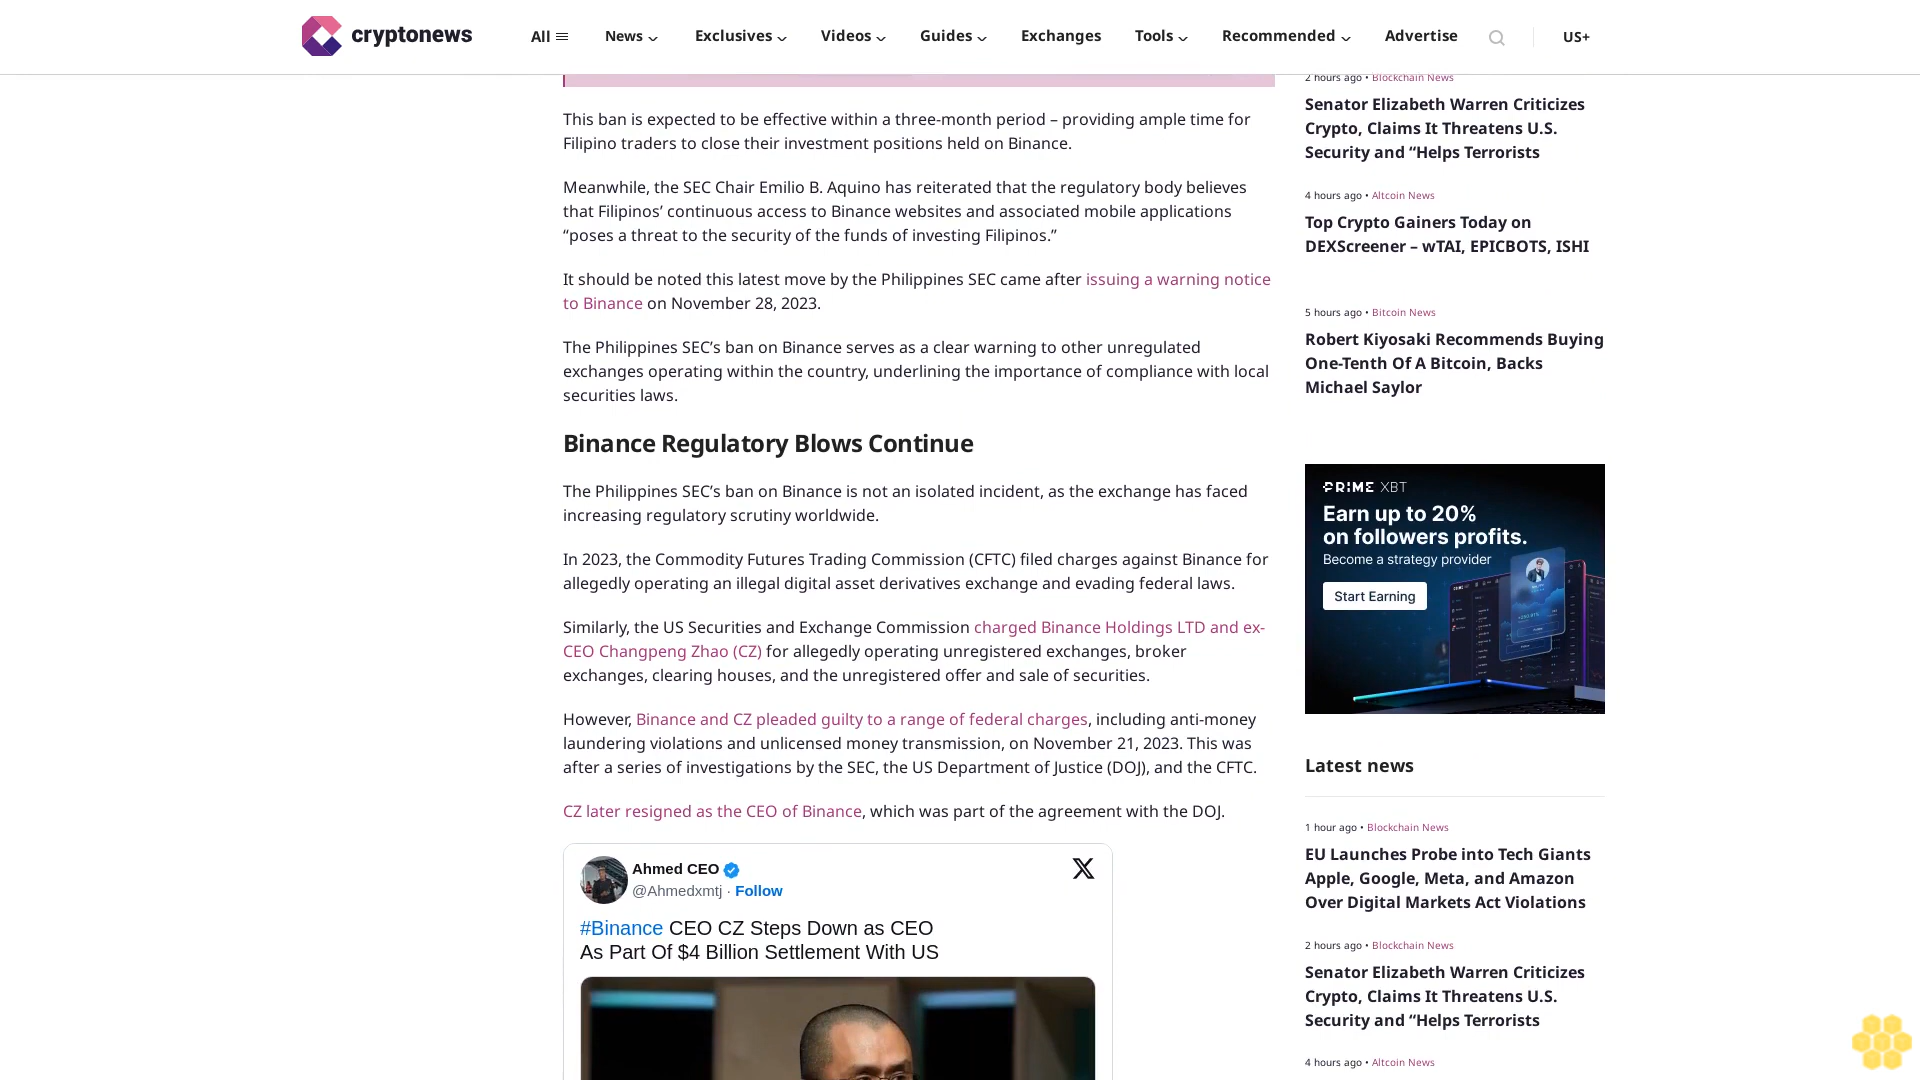 cryptonews
All
News
Exclusives
Videos
Guides
Exchanges
Tools
Recommended
Advertise
US+
This ban is expected to be effective within a three-month period – providing ample time for
Filipino traders to close their investment positions held on Binance.
Meanwhile, the SEC Chair Emilio B. Aquino has reiterated that the regulatory body believes
that Filipinos’ continuous access to Binance websites and associated mobile applications
“poses a threat to the security of the funds of investing Filipinos.”
It should be noted this latest move by the Philippines SEC came after issuing a warning notice
to Binance on November 28, 2023.
The Philippines SEC’s ban on Binance serves as a clear warning to other unregulated
exchanges operating within the country, underlining the importance of compliance with local
securities laws.
Binance Regulatory Blows Continue
The Philippines SEC’s ban on Binance is not an isolated incident, as the exchange has faced
increasing regulatory scrutiny worldwide.
In 2023, the Commodity Futures Trading Commission (CFTC) filed charges against Binance for
allegedly operating an illegal digital asset derivatives exchange and evading federal laws.
Similarly, the US Securities and Exchange Commission charged Binance Holdings LTD and ex-
CEO Changpeng Zhao (CZ) for allegedly operating unregistered exchanges, broker
exchanges, clearing houses, and the unregistered offer and sale of securities.
However, Binance and CZ pleaded guilty to a range of federal charges, including anti-money
laundering violations and unlicensed money transmission, on November 21, 2023. This was
after a series of investigations by the SEC, the US Department of Justice (DOJ), and the CFTC.
CZ later resigned as the CEO of Binance, which was part of the agreement with the DOJ.
Ahmed CEO
@Ahmedxmtj · Follow
#Binance CEO CZ Steps Down as CEO
As Part Of $4 Billion Settlement With US
2 hours ago • Blockchain News
Senator Elizabeth Warren Criticizes
Crypto, Claims It Threatens U.S.
Security and “Helps Terrorists
4 hours ago • Altcoin News
Top Crypto Gainers Today on
DEXScreener – wTAI, EPICBOTS, ISHI
5 hours ago • Bitcoin News
Robert Kiyosaki Recommends Buying
One-Tenth Of A Bitcoin, Backs
Michael Saylor
PRIME XBT
Earn up to 20%
on followers profits.
Become a strategy provider
Start Earning
Latest news
1 hour ago • Blockchain News
EU Launches Probe into Tech Giants
Apple, Google, Meta, and Amazon
Over Digital Markets Act Violations
2 hours ago • Blockchain News
Senator Elizabeth Warren Criticizes
Crypto, Claims It Threatens U.S.
Security and “Helps Terrorists
4 hours ago • Altcoin News